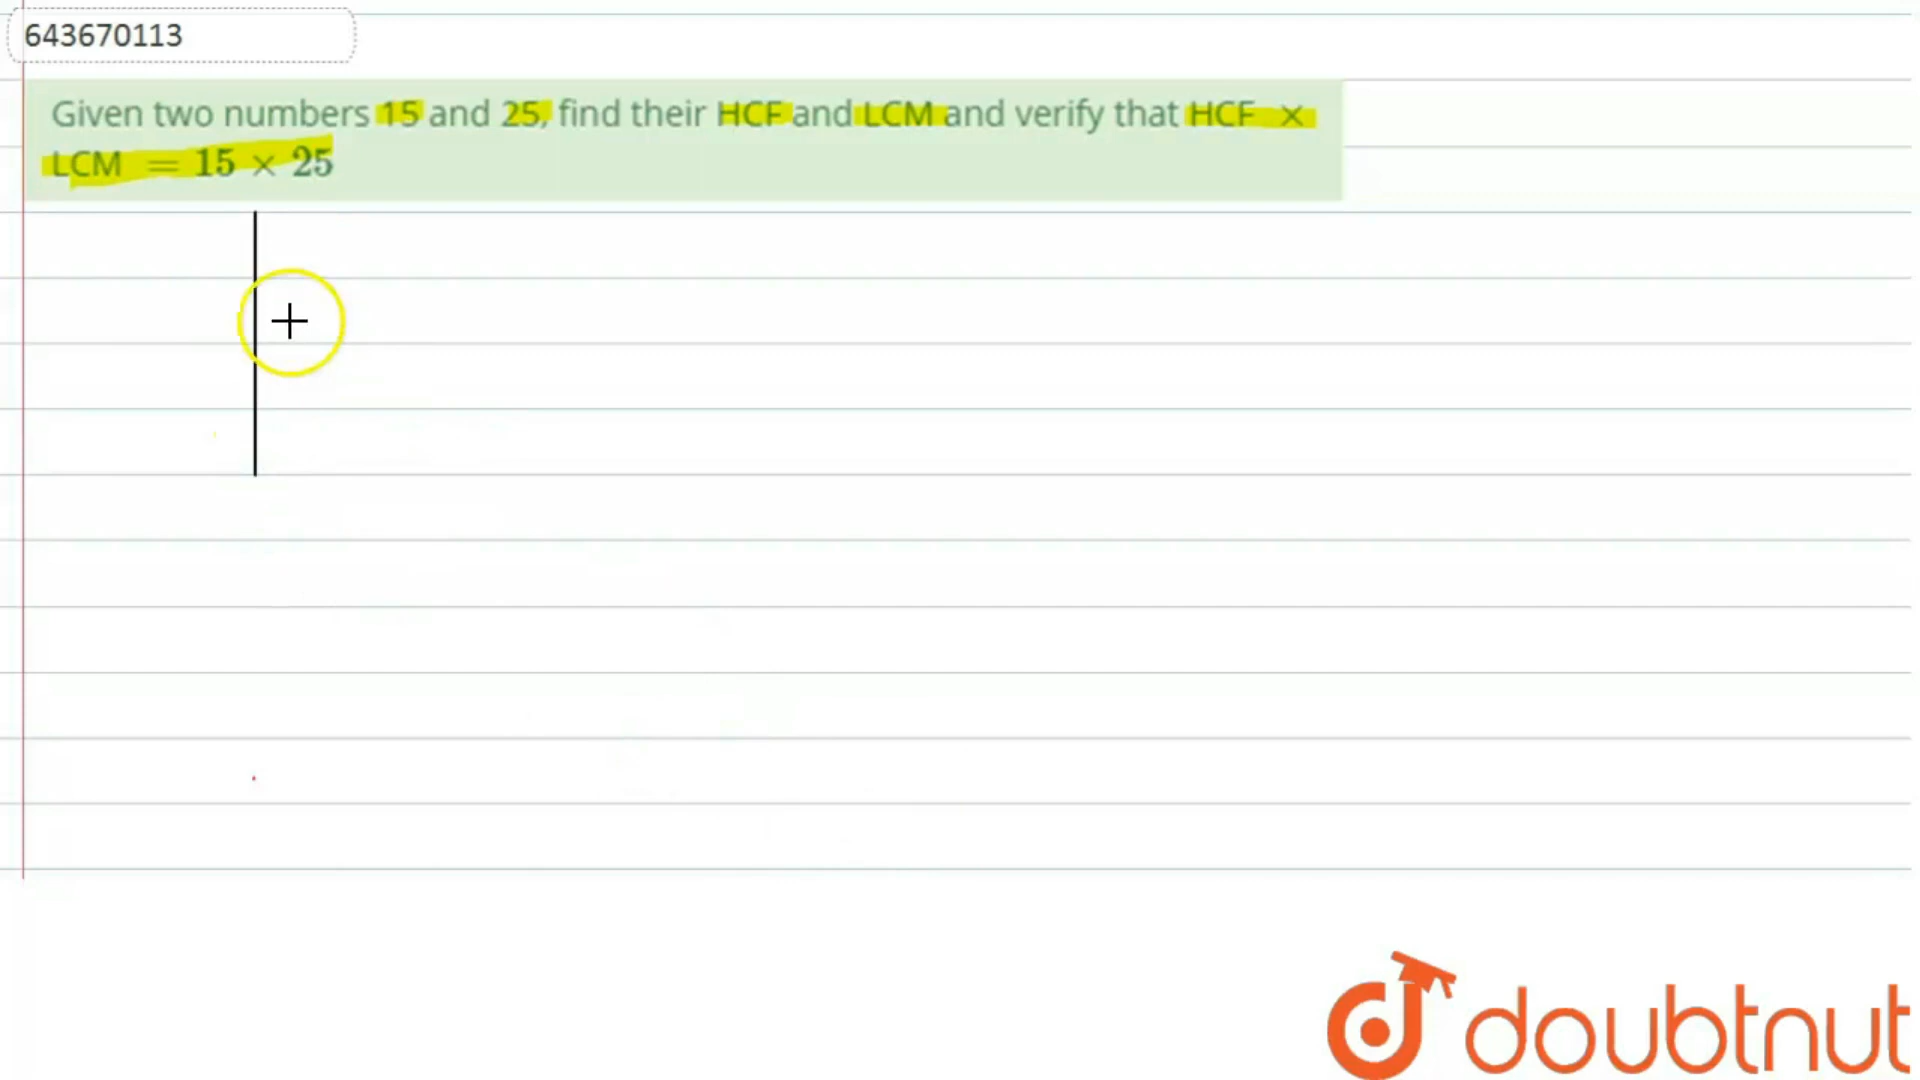 643670113
Given two numbers 15 and 25, find their HCF and LCM and verify that HCF ×
LCM = 15 × 25
doubtnut